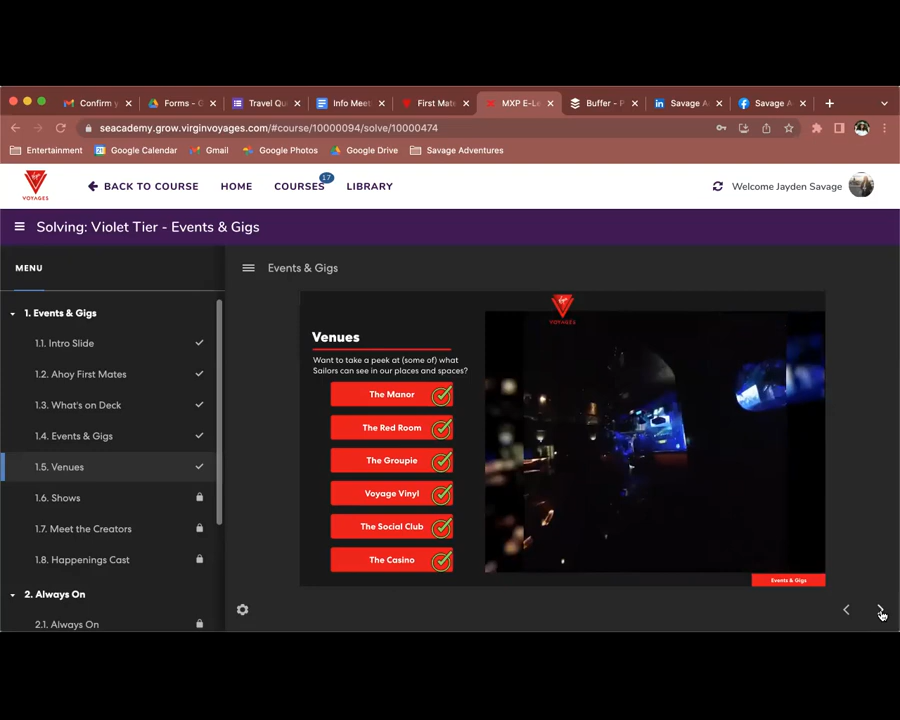 Confirm y
Forms - G
Travel Qu
Info Meet
First Mate
MXP E-Le
Buffer - P
Savage A
Savage A
seacademy.grow.virginvoyages.com/#course/10000094/solve/10000474
Entertainment
Google Calendar
Gmail
Google Photos
Google Drive
Savage Adventures
VOYAGES
BACK TO COURSE
HOME
COURSES
17
LIBRARY
Welcome Jayden Savage
Solving: Violet Tier - Events & Gigs
MENU
Events & Gigs
1. Events & Gigs
1.1. Intro Slide
1.2. Ahoy First Mates
1.3. What's on Deck
1.4. Events & Gigs
1.5. Venues
1.6. Shows
1.7. Meet the Creators
1.8. Happenings Cast
2. Always On
2.1. Always On
VOYAGES
Venues
Want to take a peek at (some of) what
Sailors can see in our places and spaces?
The Manor
The Red Room
The Groupie
Voyage Vinyl
The Social Club
The Casino
Events & Gigs